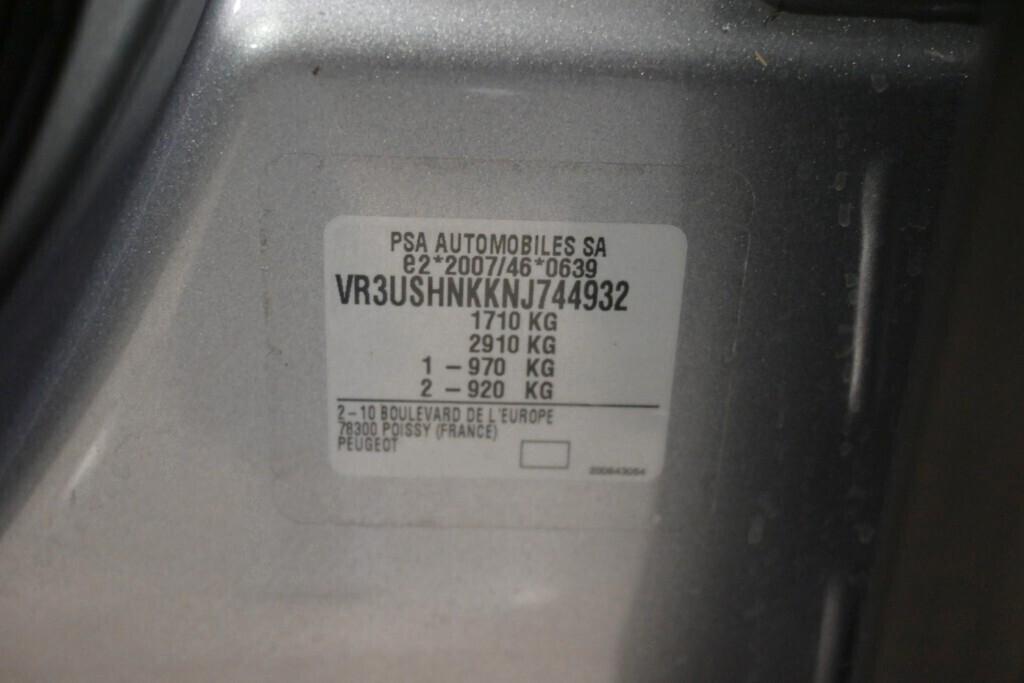 PSA AUTOMOBILES SA
e2*2007/46*0639
VR3USHNKKNJ744932
1710 KG
2910 KG
1 - 970 KG
2 - 920 KG
2-10 BOULEVARD DE L'EUROPE
78300 POISSY (FRANCE)
PEUGEOT